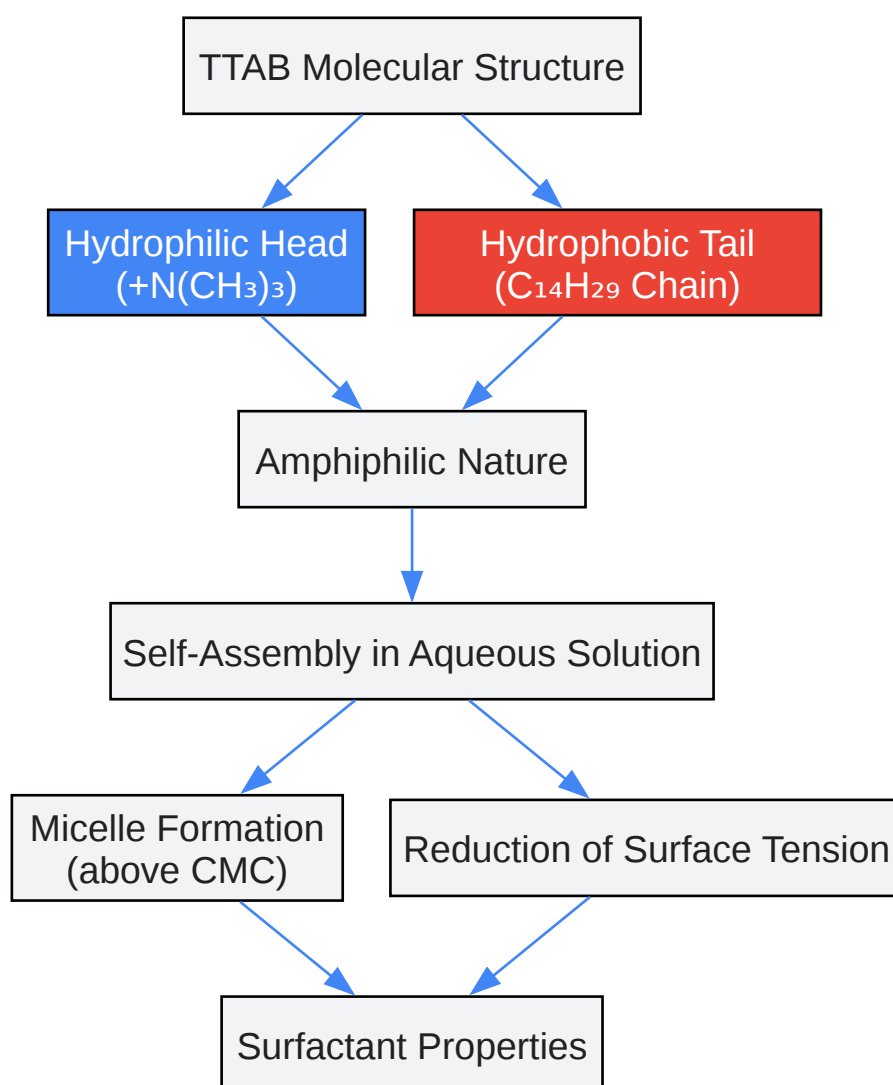 TTAB Molecular Structure
Hydrophilic Head
(+N(CH₃)₃)
Hydrophobic Tail
(C₁₄H₂₉ Chain)
Amphiphilic Nature
Self-Assembly in Aqueous Solution
Micelle Formation
(above CMC)
Reduction of Surface Tension
Surfactant Properties